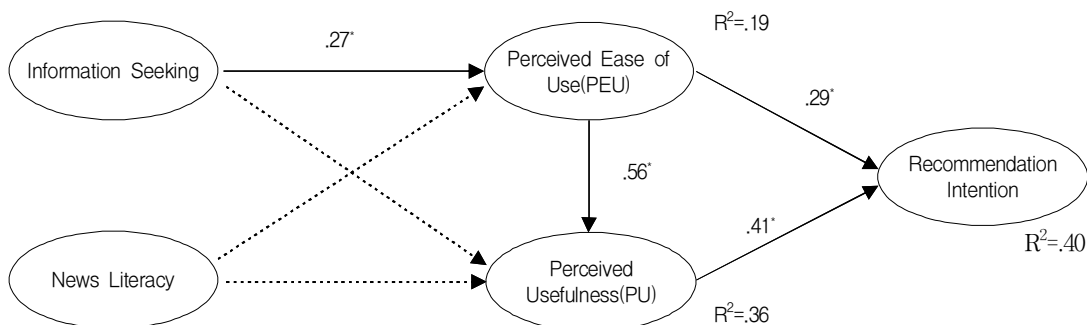 .27*
R²=.19
Information Seeking
Perceived Ease of
Use(PEU)
.29*
.56*
Recommendation
Intention
.41*
R²=.40
News Literacy
Perceived
Usefulness(PU)
R²=.36